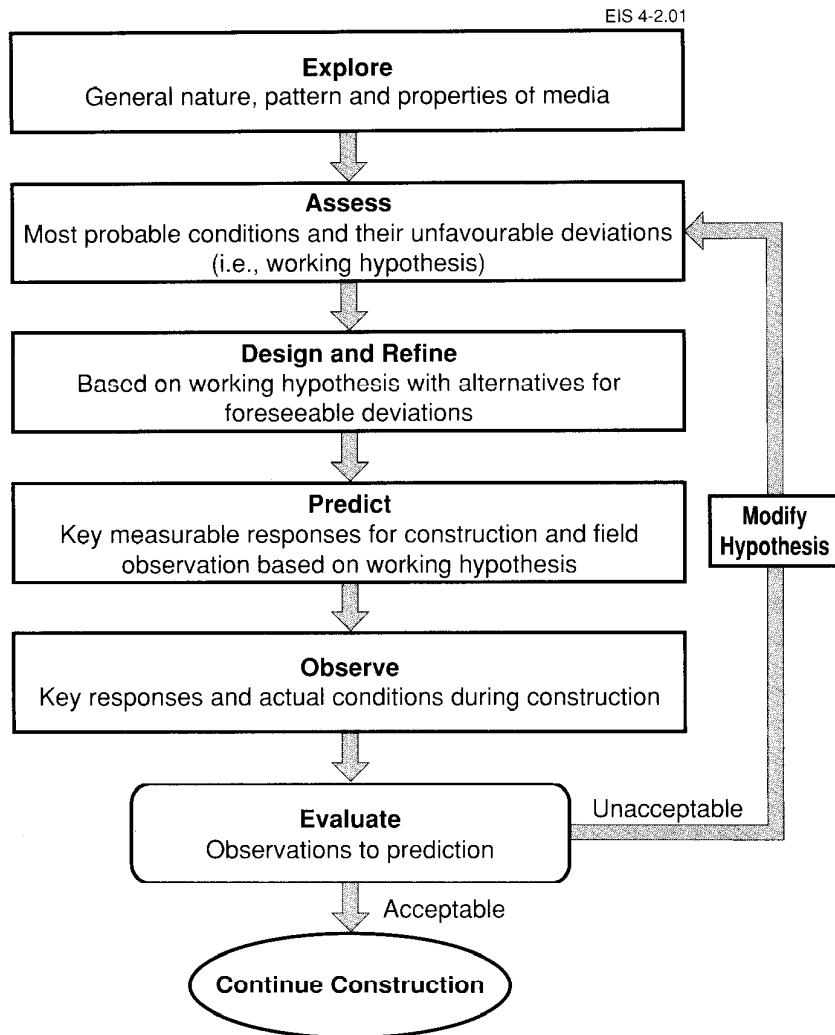 EIS 4-2.01
Explore
General nature, pattern and properties of media
Assess
Most probable conditions and their unfavourable deviations
(i.e., working hypothesis)
Design and Refine
Based on working hypothesis with alternatives for
foreseeable deviations
Predict
Key measurable responses for construction and field
observation based on working hypothesis
Modify
Hypothesis
Observe
Key responses and actual conditions during construction
Evaluate
Observations to prediction
Unacceptable
Acceptable
Continue Construction